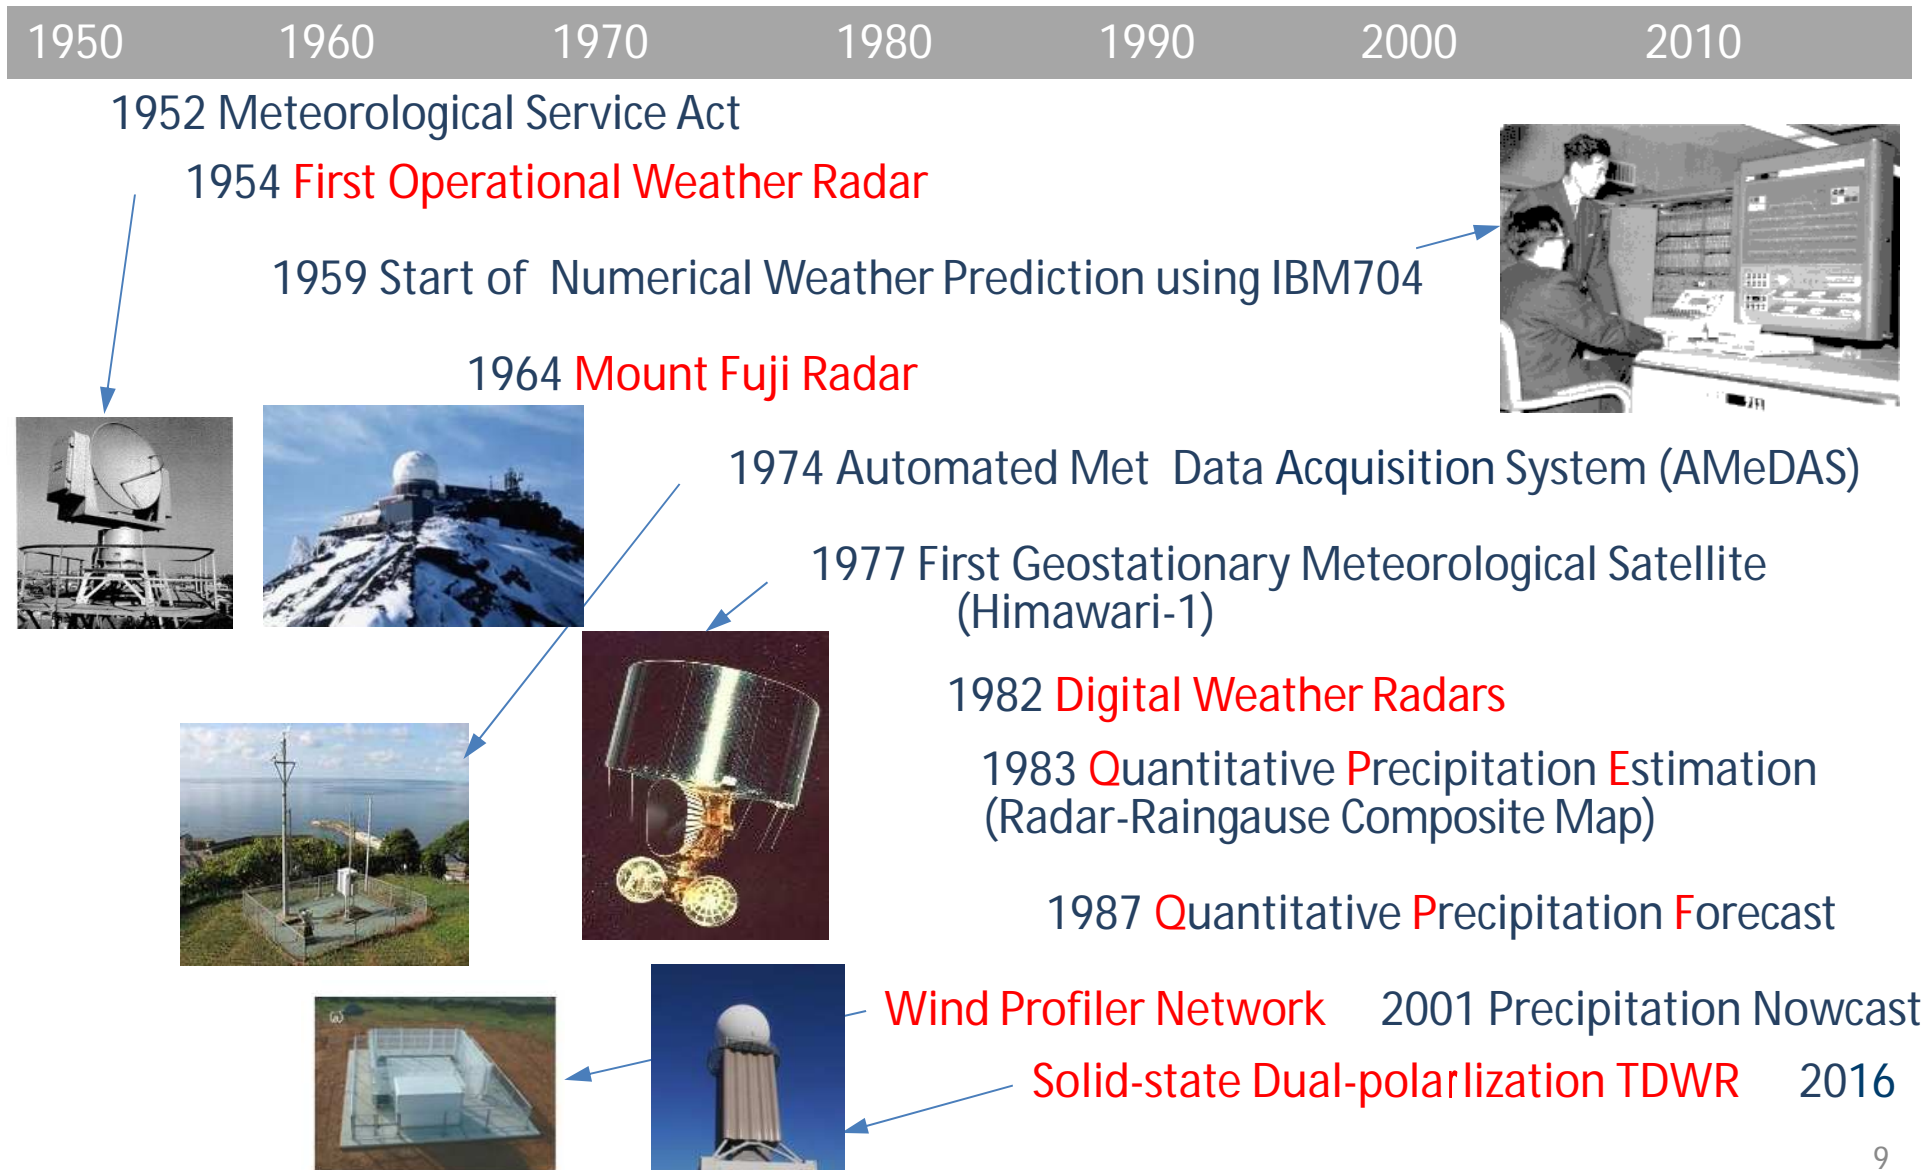 1950 1960 1970 1980 1990 2000 2010
1952 Meteorological Service Act
1954 First Operational Weather Radar
1959 Start of Numerical Weather Prediction using IBM704
1964 Mount Fuji Radar
1974 Automated Met Data Acquisition System (AMeDAS)
1977 First Geostationary Meteorological Satellite
(Himawari-1)
1982 Digital Weather Radars
1983 Quantitative Precipitation Estimation
(Radar-Raingause Composite Map)
1987 Quantitative Precipitation Forecast
Wind Profiler Network 2001 Precipitation Nowcast
Solid-state Dual-polarlization TDWR 2016
9